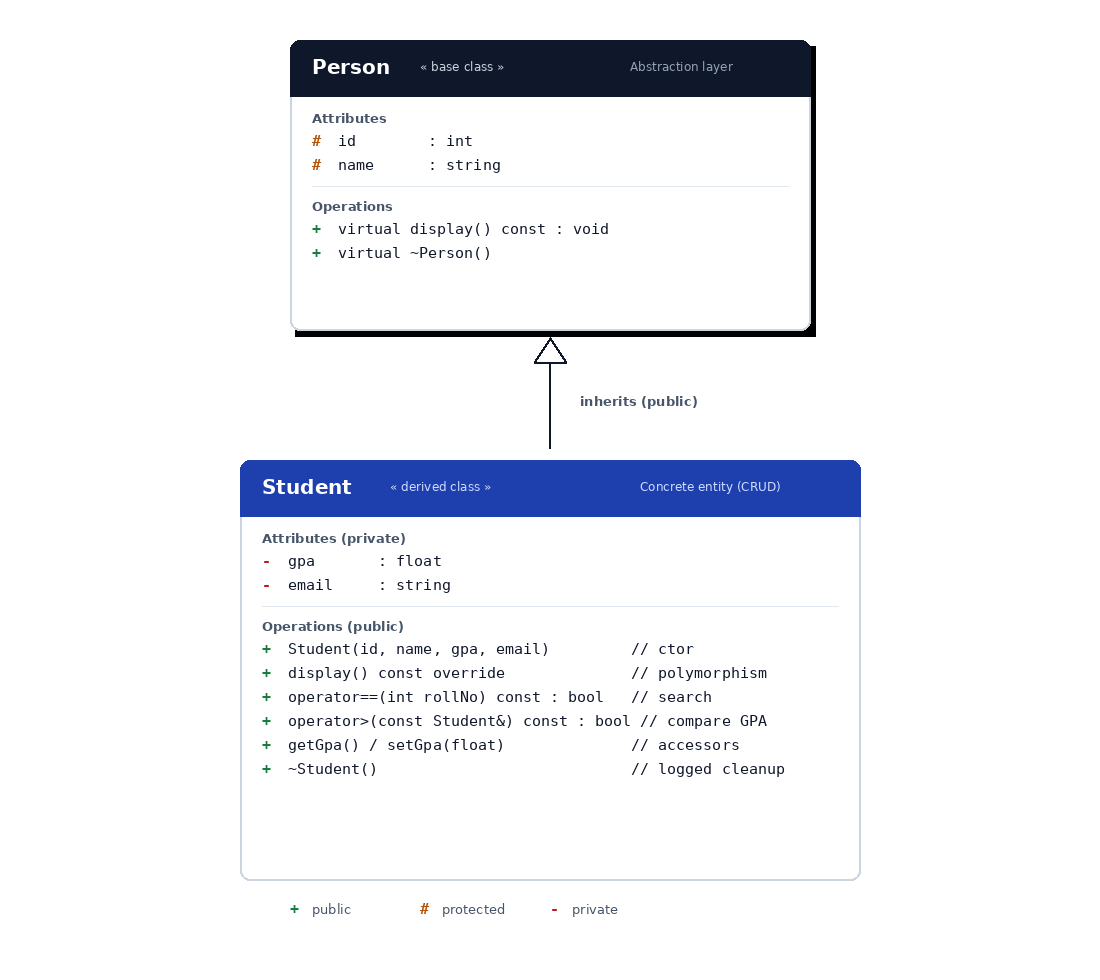 Person « base class » Abstraction layer
Attributes
# id : int
# name : string
Operations
+ virtual display() const : void
+ virtual ~Person()
inherits (public)
Student « derived class » Concrete entity (CRUD)
Attributes (private)
- gpa : float
- email : string
Operations (public)
+ Student(id, name, gpa, email) // ctor
+ display() const override // polymorphism
+ operator==(int rollNo) const : bool // search
+ operator>(const Student&) const : bool // compare GPA
+ getGpa() / setGpa(float) // accessors
+ ~Student() // logged cleanup
+ public # protected - private